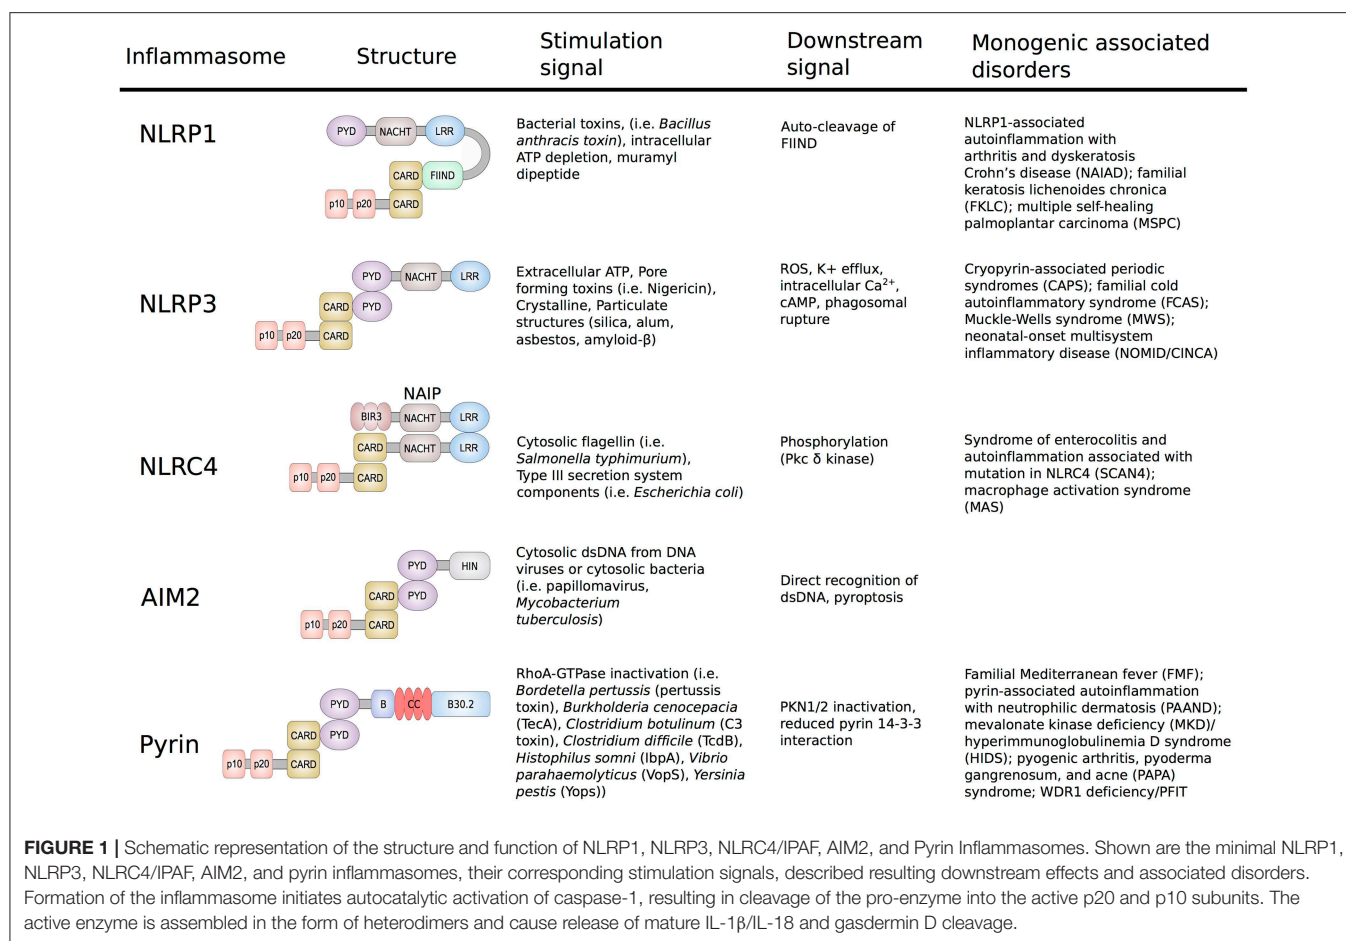 Inflammasome
Structure
Stimulation
signal
Downstream
signal
Monogenic associated
disorders
NLRP1
PYD
NACHT
LRR
CARD
FIIND
p10
p20
CARD
Bacterial toxins, (i.e. Bacillus
anthracis toxin), intracellular
ATP depletion, muramyl
dipeptide
Auto-cleavage of
FIIND
NLRP1-associated
autoinflammation with
arthritis and dyskeratosis
Crohn's disease (NAIAD); familial
keratosis lichenoides chronica
(FKLC); multiple self-healing
palmoplantar carcinoma (MSPC)
NLRP3
PYD
NACHT
LRR
CARD
PYD
p10
p20
CARD
Extracellular ATP, Pore
forming toxins (i.e. Nigericin),
Crystalline, Particulate
structures (silica, alum,
asbestos, amyloid-β)
ROS, K+ efflux,
intracellular Ca²⁺,
cAMP, phagosomal
rupture
Cryopyrin-associated periodic
syndromes (CAPS); familial cold
autoinflammatory syndrome (FCAS);
Muckle-Wells syndrome (MWS);
neonatal-onset multisystem
inflammatory disease (NOMID/CINCA)
NLRC4
NAIP
BIR3
NACHT
LRR
CARD
NACHT
LRR
p10
p20
CARD
Cytosolic flagellin (i.e.
Salmonella typhimurium),
Type III secretion system
components (i.e. Escherichia coli)
Phosphorylation
(Pkc δ kinase)
Syndrome of enterocolitis and
autoinflammation associated with
mutation in NLRC4 (SCAN4);
macrophage activation syndrome
(MAS)
AIM2
PYD
HIN
CARD
PYD
p10
p20
CARD
Cytosolic dsDNA from DNA
viruses or cytosolic bacteria
(i.e. papillomavirus,
Mycobacterium
tuberculosis)
Direct recognition of
dsDNA, pyroptosis
Pyrin
PYD
B
CC
B30.2
CARD
PYD
p10
p20
CARD
RhoA-GTPase inactivation (i.e.
Bordetella pertussis (pertussis
toxin), Burkholderia cenocepacia
(TecA), Clostridium botulinum (C3
toxin), Clostridium difficile (TcdB),
Histophilus somni (IbpA), Vibrio
parahaemolyticus (VopS), Yersinia
pestis (Yops))
PKN1/2 inactivation,
reduced pyrin 14-3-3
interaction
Familial Mediterranean fever (FMF);
pyrin-associated autoinflammation
with neutrophilic dermatosis (PAAND);
mevalonate kinase deficiency (MKD)/
hyperimmunoglobulinemia D syndrome
(HIDS); pyogenic arthritis, pyoderma
gangrenosum, and acne (PAPA)
syndrome; WDR1 deficiency/PFIT
FIGURE 1 | Schematic representation of the structure and function of NLRP1, NLRP3, NLRC4/IPAF, AIM2, and Pyrin Inflammasomes. Shown are the minimal NLRP1,
NLRP3, NLRC4/IPAF, AIM2, and pyrin inflammasomes, their corresponding stimulation signals, described resulting downstream effects and associated disorders.
Formation of the inflammasome initiates autocatalytic activation of caspase-1, resulting in cleavage of the pro-enzyme into the active p20 and p10 subunits. The
active enzyme is assembled in the form of heterodimers and cause release of mature IL-1β/IL-18 and gasdermin D cleavage.